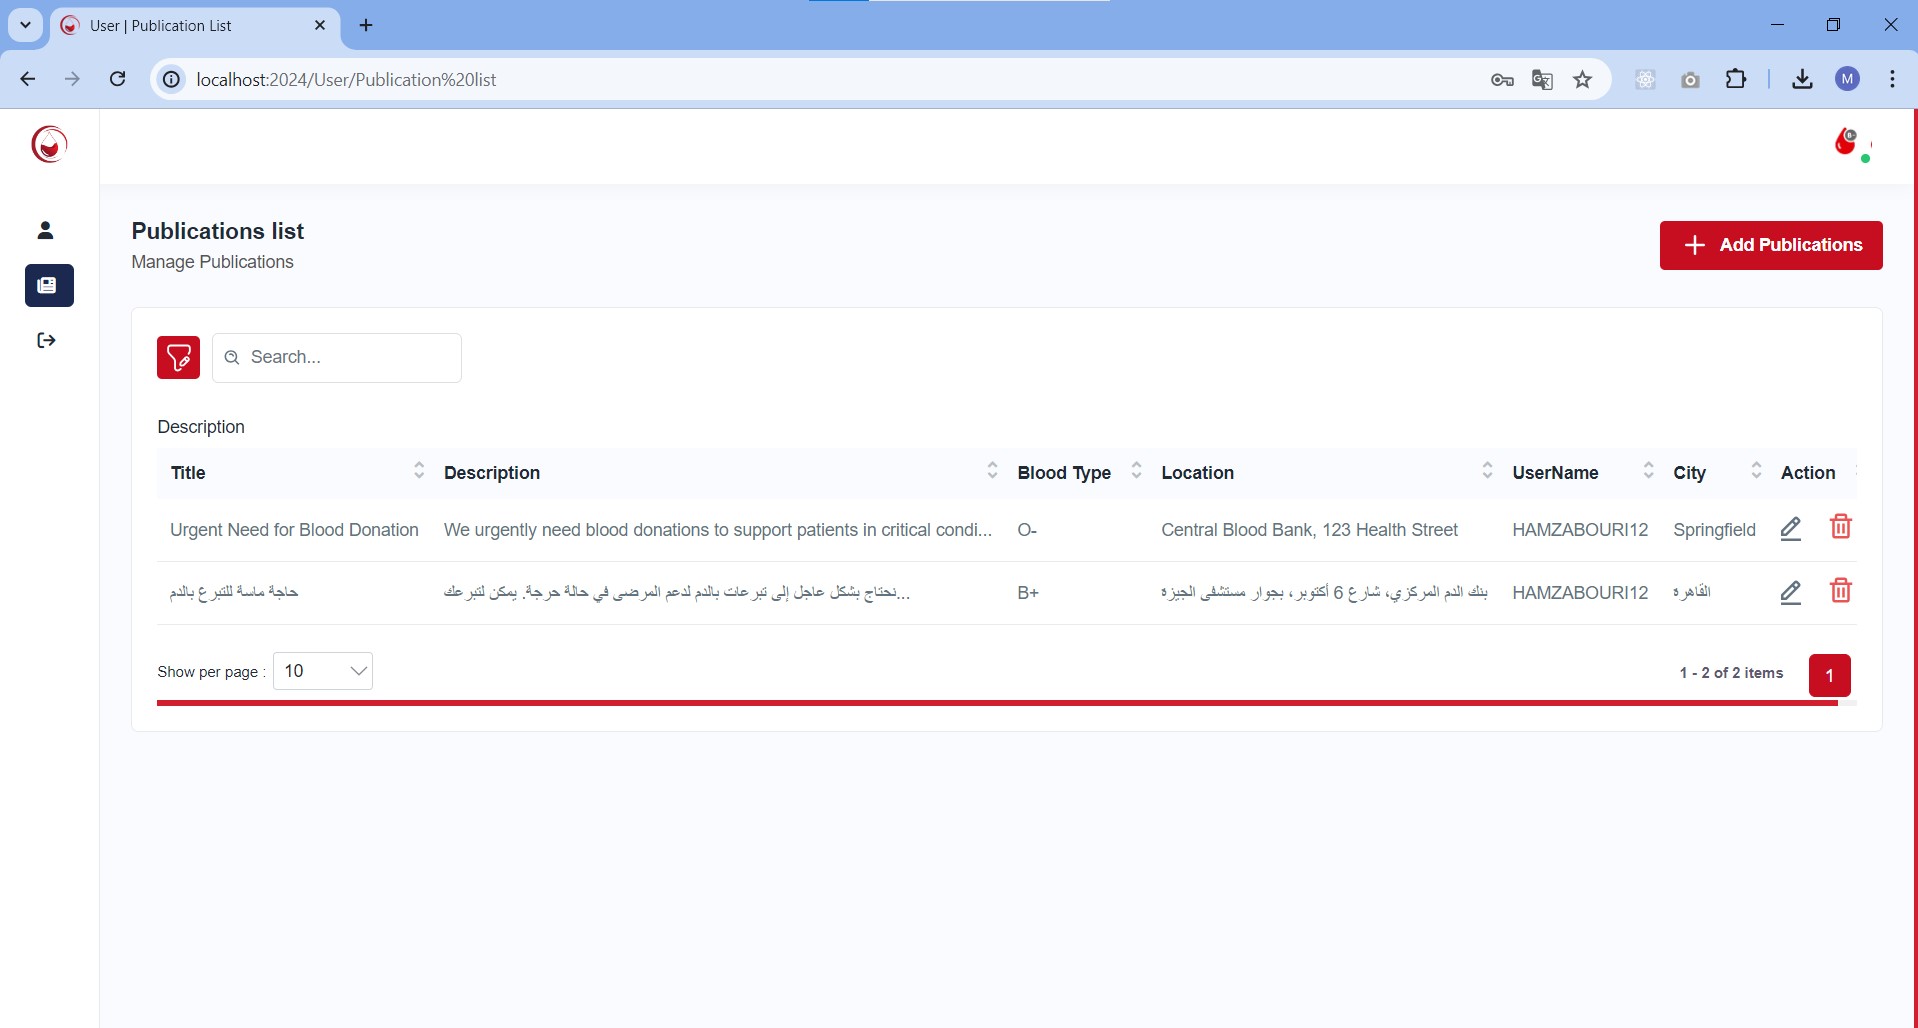 User | Publication List
localhost:2024/User/Publication%20list
M
Publications list
Manage Publications
Add Publications
Search...
Description
Title Description Blood Type Location UserName City Action
Urgent Need for Blood Donation We urgently need blood donations to support patients in critical condi... O- Central Blood Bank, 123 Health Street HAMZABOURI12 Springfield
حاجة ماسة للتبرع بالدم نحتاج بشكل عاجل إلى تبرعات بالدم لدعم المرضى في حالة حرجة. يمكن لتبرعك... B+ بنك الدم المركزي، شارع 6 أكتوبر، بجوار مستشفى الجيزة HAMZABOURI12 القاهرة
Show per page : 10 1 - 2 of 2 items 1